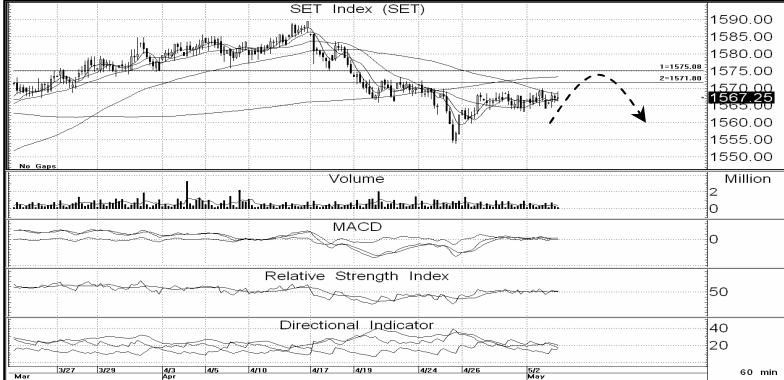 SET Index (SET)
1590.00
1585.00
1580.00
1=1575.08
1575.00
2=1571.80
1570.00
1567.25
1560.00
1555.00
1550.00
No Gaps
Volume
Million
2
0
MACD
0
Relative Strength Index
50
Directional Indicator
40
20
3/27 3/29 4/3 4/5 4/10 4/17 4/19 4/24 4/26 5/2
Mar Apr May
60 min